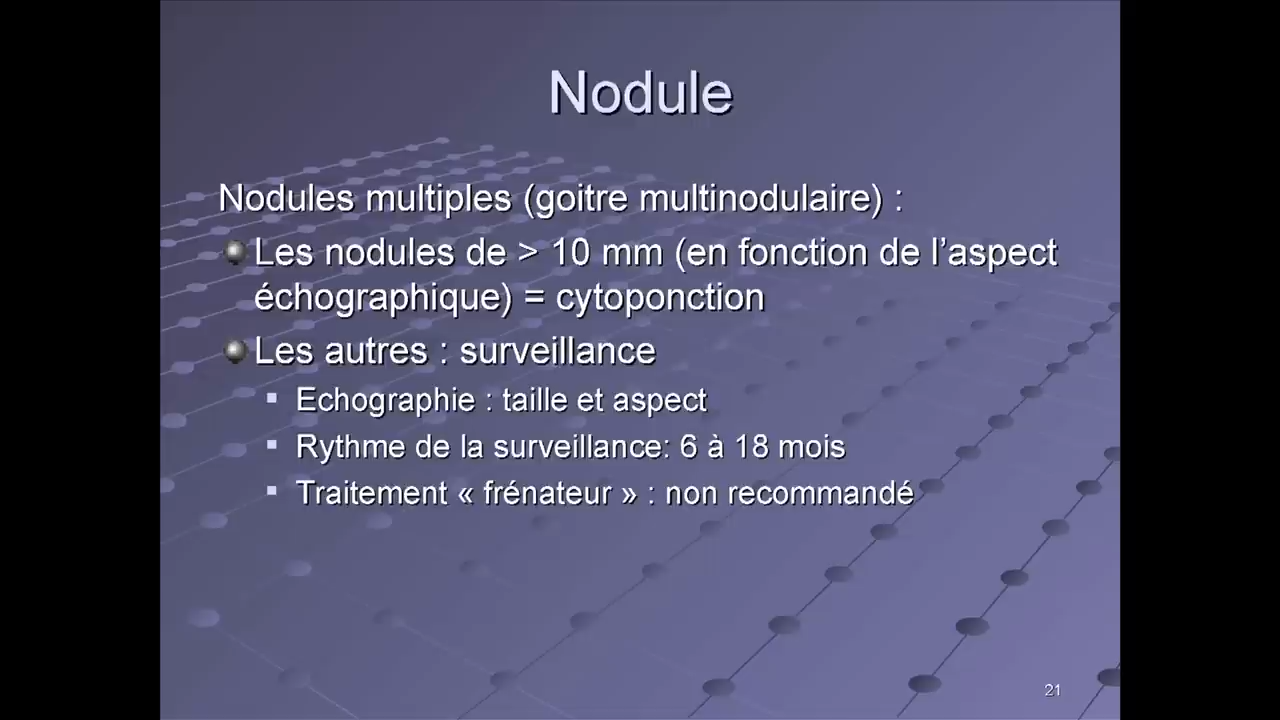 Nodule
Nodules multiples (goitre multinodulaire) :
Les nodules de > 10 mm (en fonction de l’aspect
échographique) = cytoponction
Les autres : surveillance
Echographie : taille et aspect
Rythme de la surveillance: 6 à 18 mois
Traitement « frénateur » : non recommandé
21